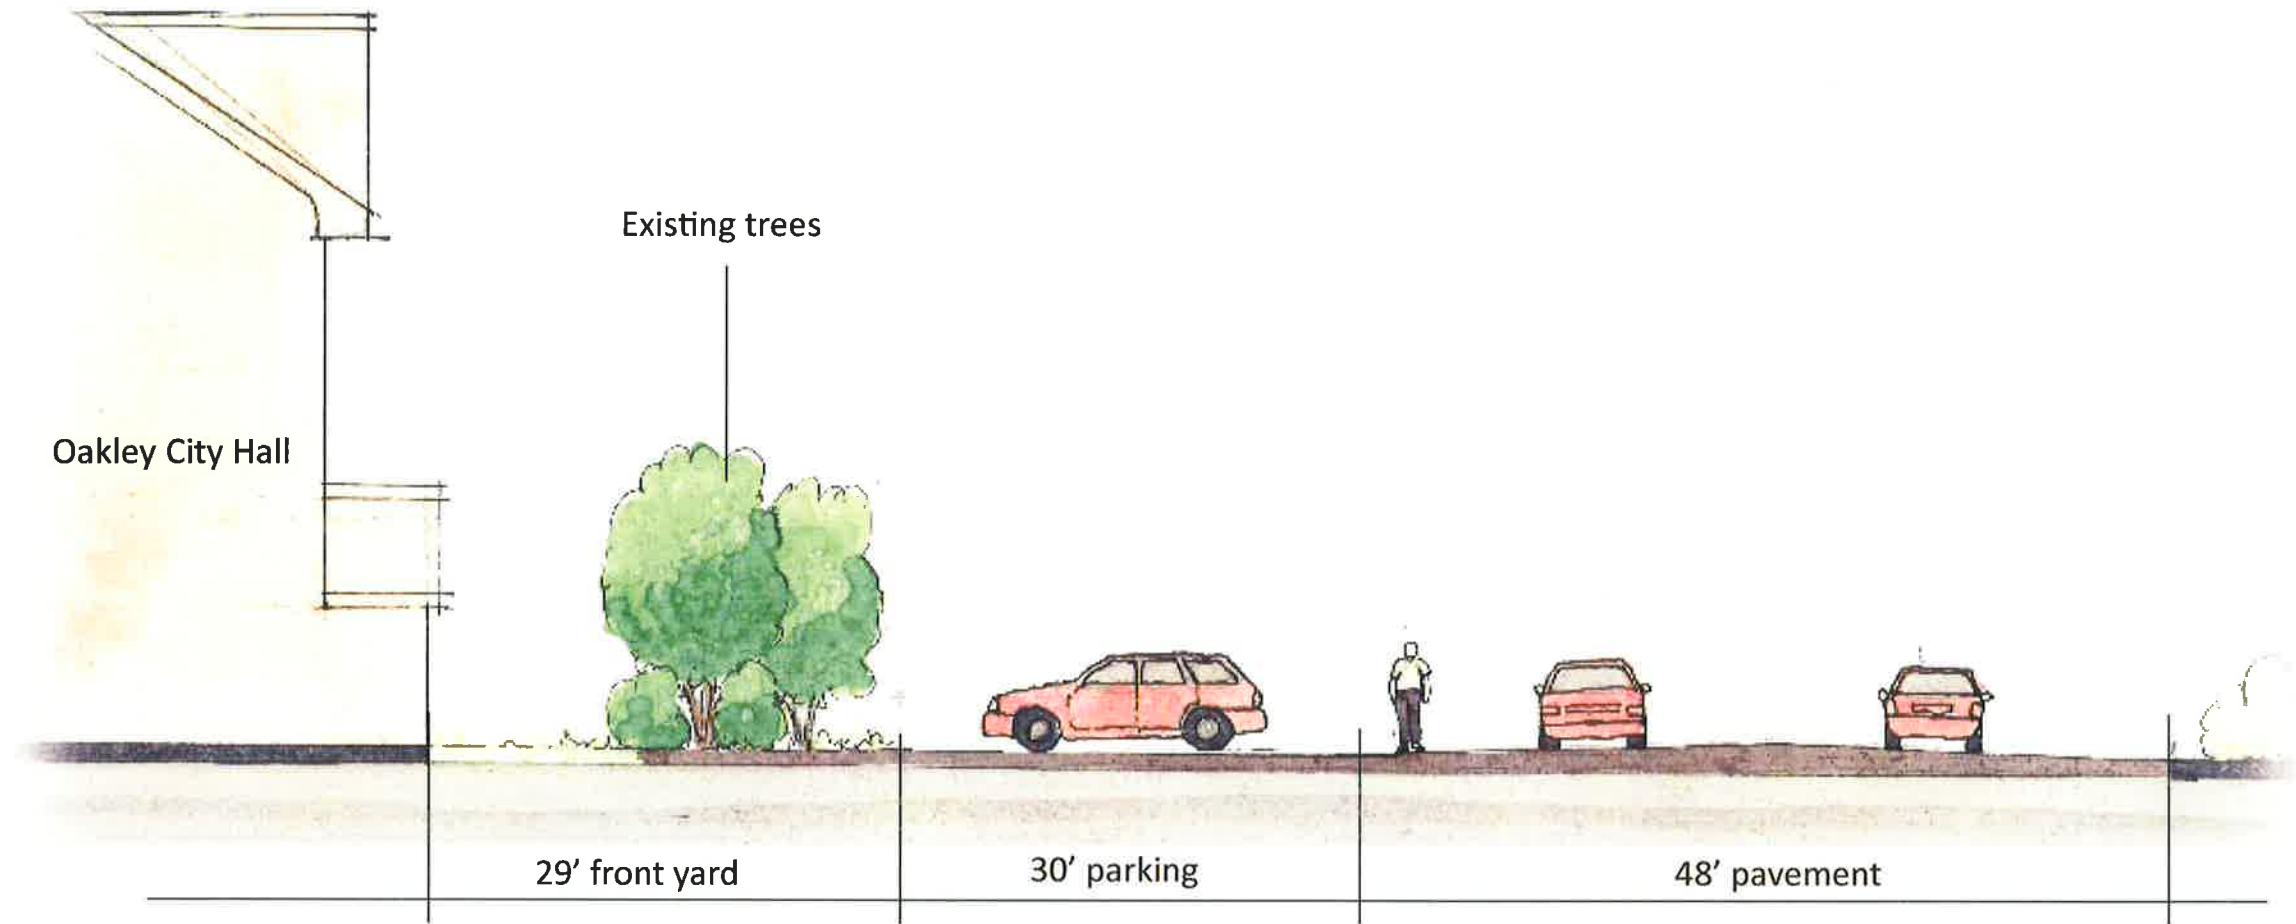 Existing trees
Oakley City Hall
29’ front yard
30’ parking
48’ pavement